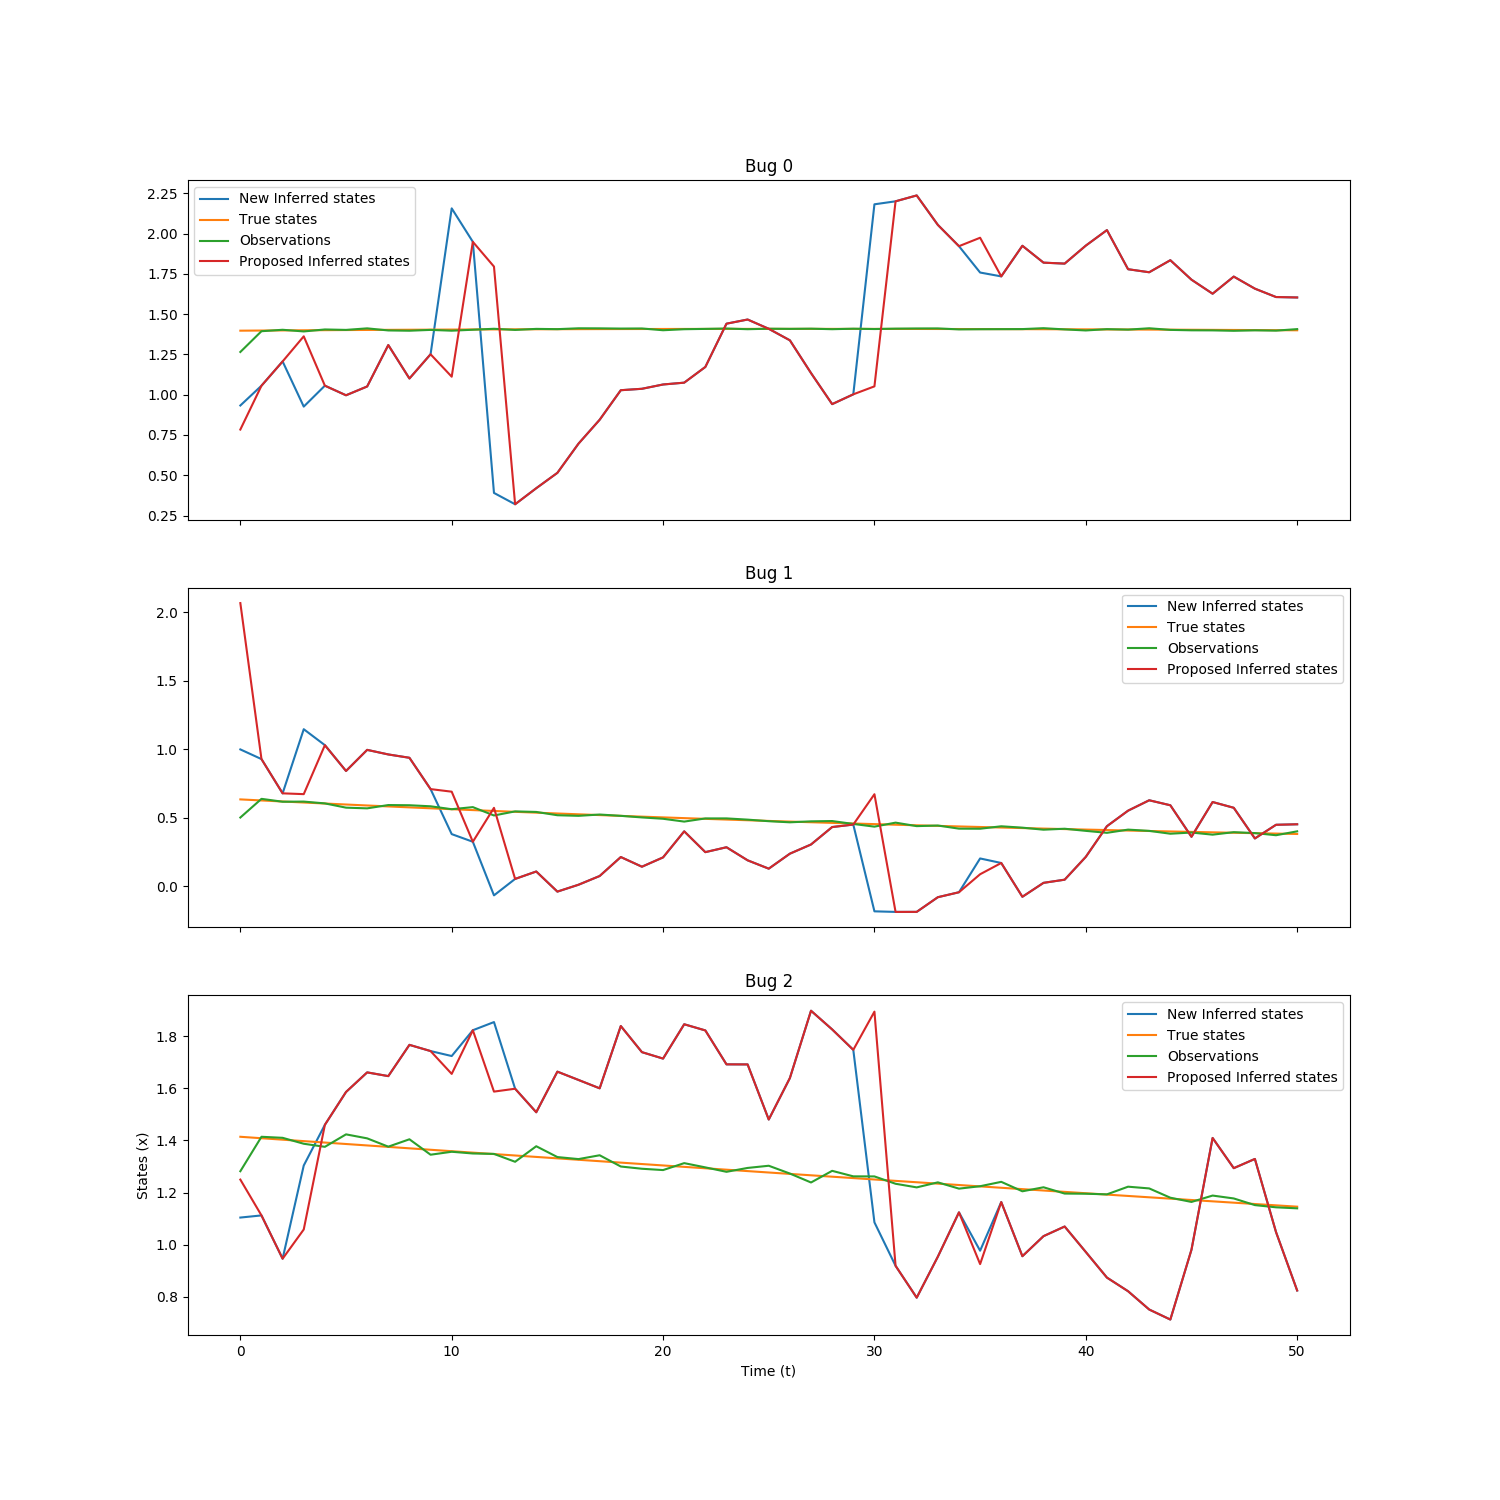 Bug 0
2.25
2.00
1.75
1.50
1.25
1.00
0.75
0.50
0.25
New Inferred states
True states
Observations
Proposed Inferred states
Bug 1
2.0
1.5
1.0
0.5
0.0
New Inferred states
True states
Observations
Proposed Inferred states
Bug 2
States (x)
1.8
1.6
1.4
1.2
1.0
0.8
New Inferred states
True states
Observations
Proposed Inferred states
0 10 20 30 40 50
Time (t)